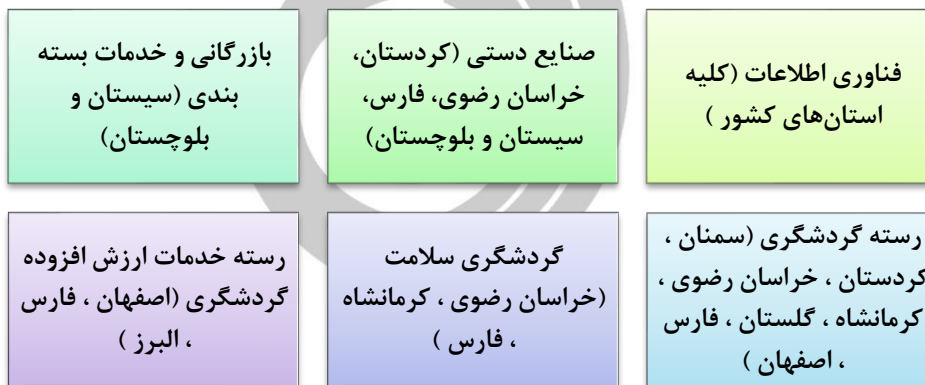 فناوری اطلاعات (کلیه
استان‌های کشور )
صنایع دستی (کردستان،
خراسان رضوی، فارس،
سیستان و بلوچستان)
بازرگانی و خدمات بسته
بندی (سیستان و
بلوچستان)
رسته گردشگری (سمنان ،
کردستان ، خراسان رضوی ،
کرمانشاه ، گلستان ، فارس
، اصفهان )
گردشگری سلامت
(خراسان رضوی ، کرمانشاه
، فارس )
رسته خدمات ارزش افزوده
گردشگری (اصفهان ، فارس
، البرز )